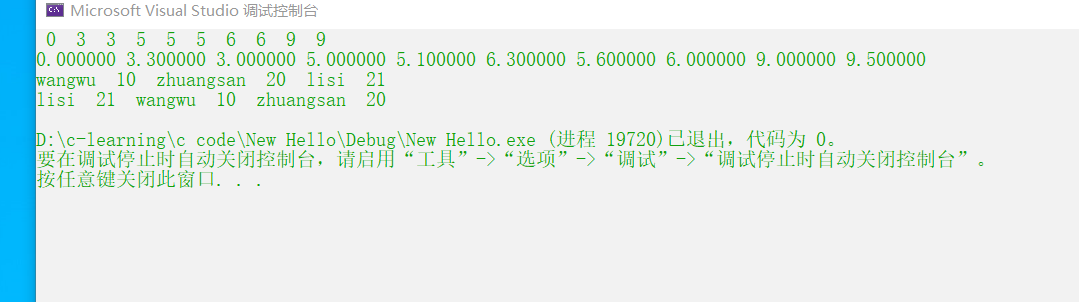 Microsoft Visual Studio 调试控制台
0 3 3 5 5 5 6 6 9 9
0.000000 3.300000 3.000000 5.000000 5.100000 6.300000 5.600000 6.000000 9.000000 9.500000
wangwu 10 zhuangsan 20 lisi 21
lisi 21 wangwu 10 zhuangsan 20
D:\c-learning\c code\New Hello\Debug\New Hello.exe (进程 19720)已退出，代码为 0。
要在调试停止时自动关闭控制台，请启用“工具”->“选项”->“调试”->“调试停止时自动关闭控制台”。
按任意键关闭此窗口. . .